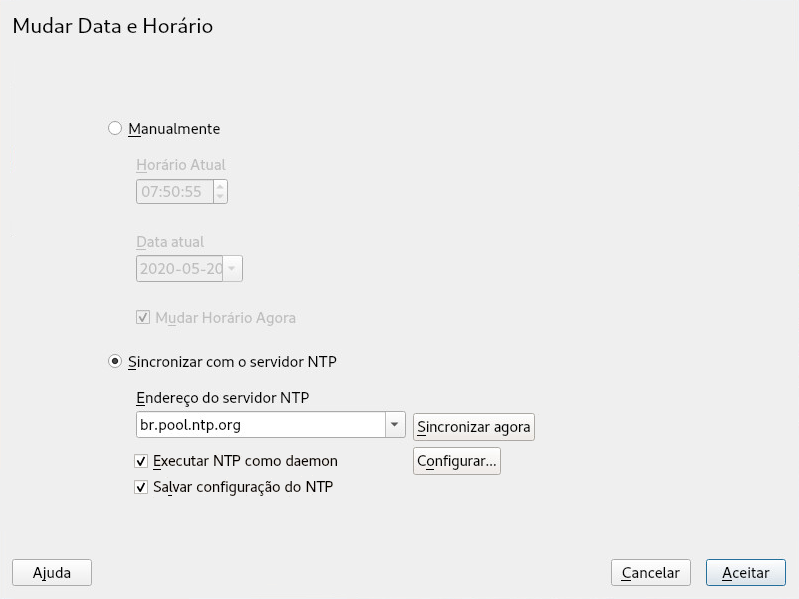 Mudar Data e Horário
Manualmente
Horário Atual
07:50:55
Data atual
2020-05-20
Mudar Horário Agora
Sincronizar com o servidor NTP
Endereço do servidor NTP
br.pool.ntp.org
Sincronizar agora
Executar NTP como daemon
Configurar...
Salvar configuração do NTP
Ajuda
Cancelar
Aceitar